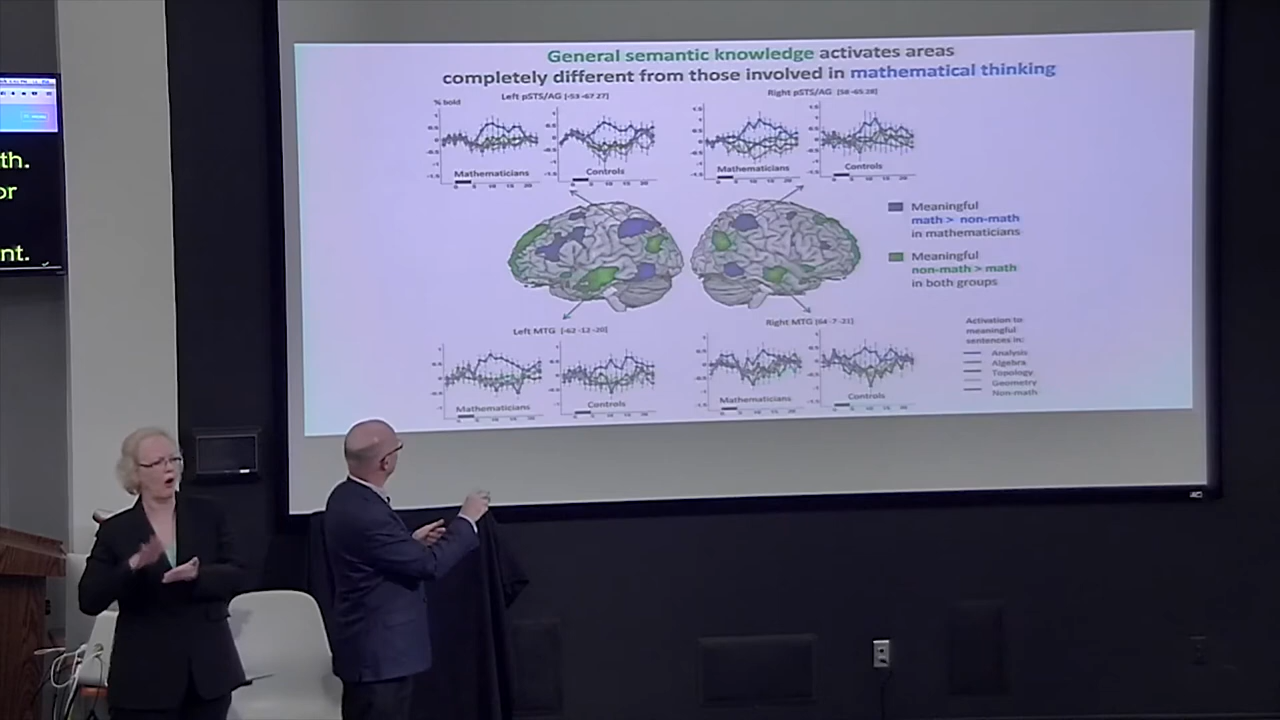 General semantic knowledge activates areas
completely different from those involved in mathematical thinking
Left pSTS/AG [-53 -67 27]
Right pSTS/AG [58 -65 28]
% bold
Mathematicians
Controls
Mathematicians
Controls
th.
or
nt.
Meaningful
math > non-math
in mathematicians
Meaningful
non-math > math
in both groups
Left MTG [-62 -12 -20]
Right MTG [64 -7 -21]
Mathematicians
Controls
Mathematicians
Controls
Activation to
meaningful
sentences in:
Analysis
Algebra
Topology
Geometry
Non-math